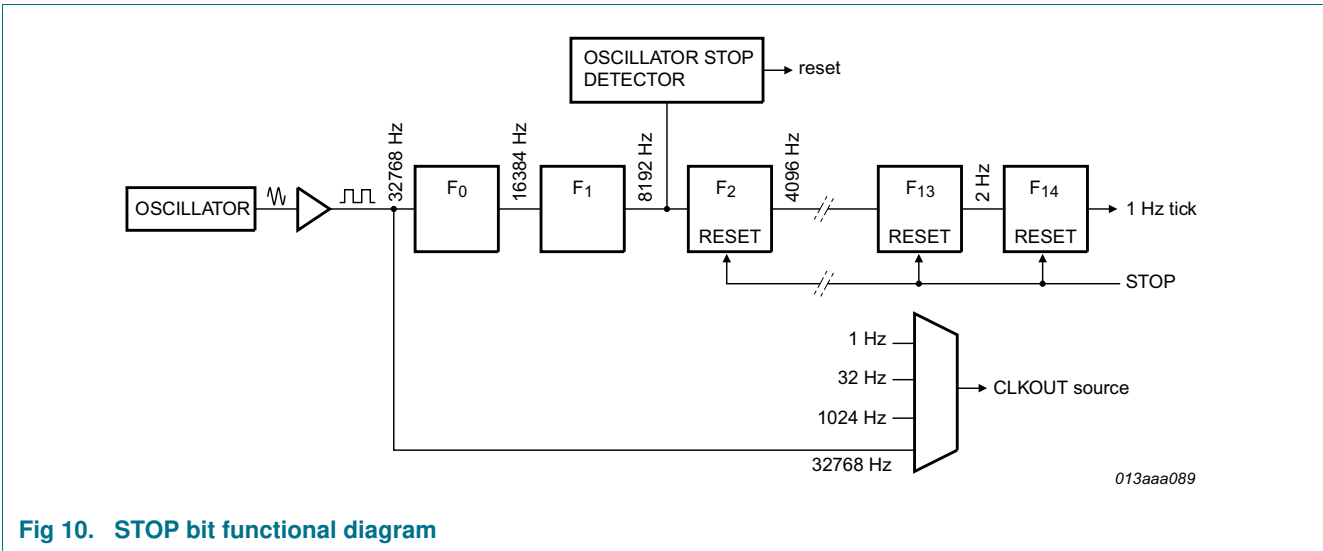 OSCILLATOR STOP
DETECTOR
reset
32768 Hz
16384 Hz
8192 Hz
4096 Hz
2 Hz
OSCILLATOR
F0
F1
F2
RESET
F13
RESET
F14
RESET
1 Hz tick
STOP
1 Hz
32 Hz
1024 Hz
32768 Hz
CLKOUT source
013aaa089
Fig 10. STOP bit functional diagram